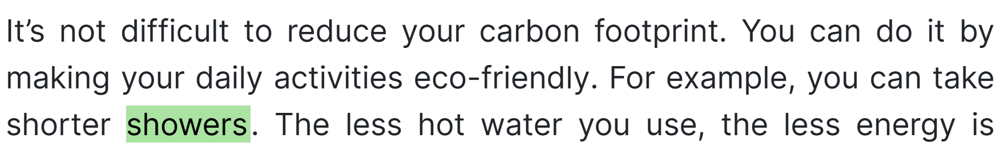 It’s not difficult to reduce your carbon footprint. You can do it by
making your daily activities eco-friendly. For example, you can take
shorter showers. The less hot water you use, the less energy is